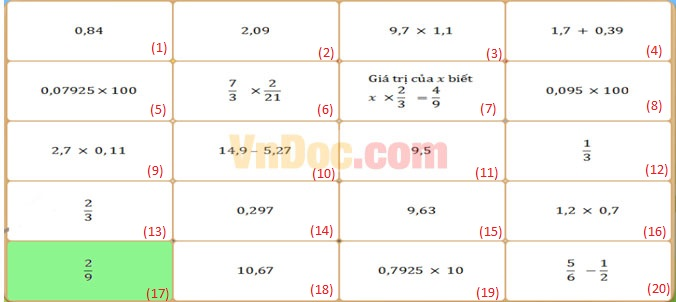 0,84 (1)
2,09 (2)
9,7 × 1,1 (3)
1,7 + 0,39 (4)
0,07925 × 100 (5)
7/3 × 2/21 (6)
Giá trị của x biết
x × 2/3 = 4/9 (7)
0,095 × 100 (8)
2,7 × 0,11 (9)
14,9 – 5,27 (10)
9,5 (11)
1/3 (12)
VnDoc.com
2/3 (13)
0,297 (14)
9,63 (15)
1,2 × 0,7 (16)
2/9 (17)
10,67 (18)
0,7925 × 10 (19)
5/6 – 1/2 (20)